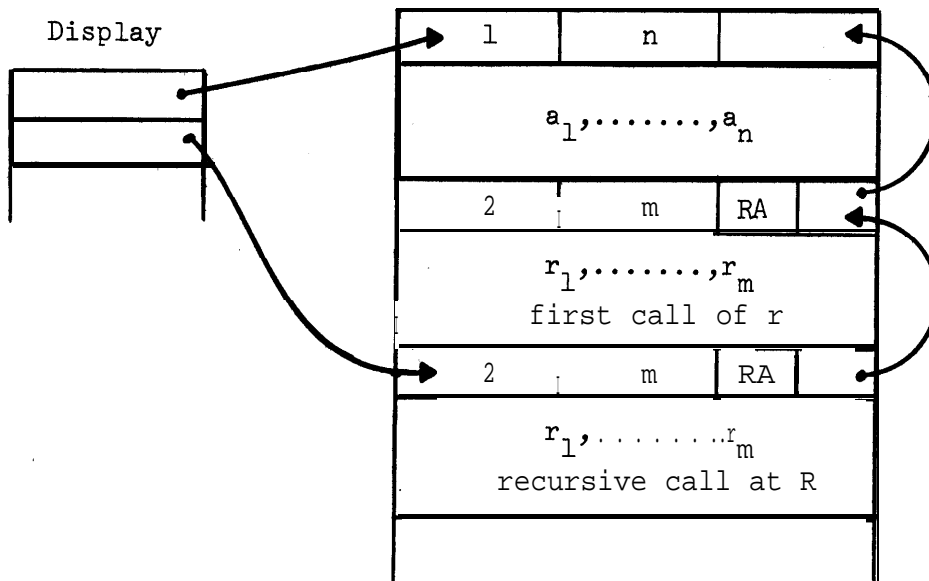 Display
1 n
a1,.......,an
2 m RA
r1,.......,rm
first call of r
2 m RA
r1,........rm
recursive call at R